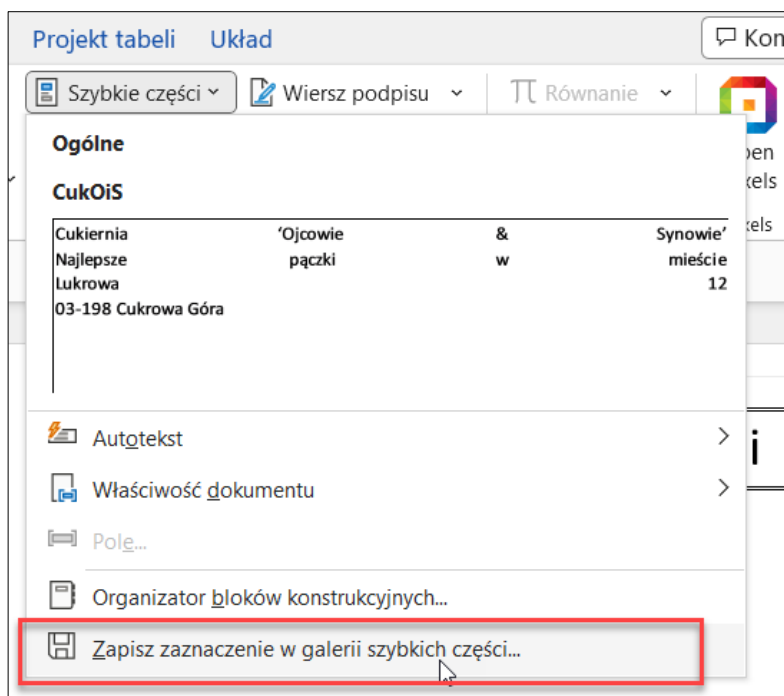 Projekt tabeli Układ
Kon
Szybkie części Wiersz podpisu Równanie
Ogólne
CukOiS
Cukiernia 'Ojcowie & Synowie'
Najlepsze pączki w mieście
Lukrowa 12
03-198 Cukrowa Góra
Autotekst
Właściwość dokumentu
Pole...
Organizator bloków konstrukcyjnych...
Zapisz zaznaczenie w galerii szybkich części...